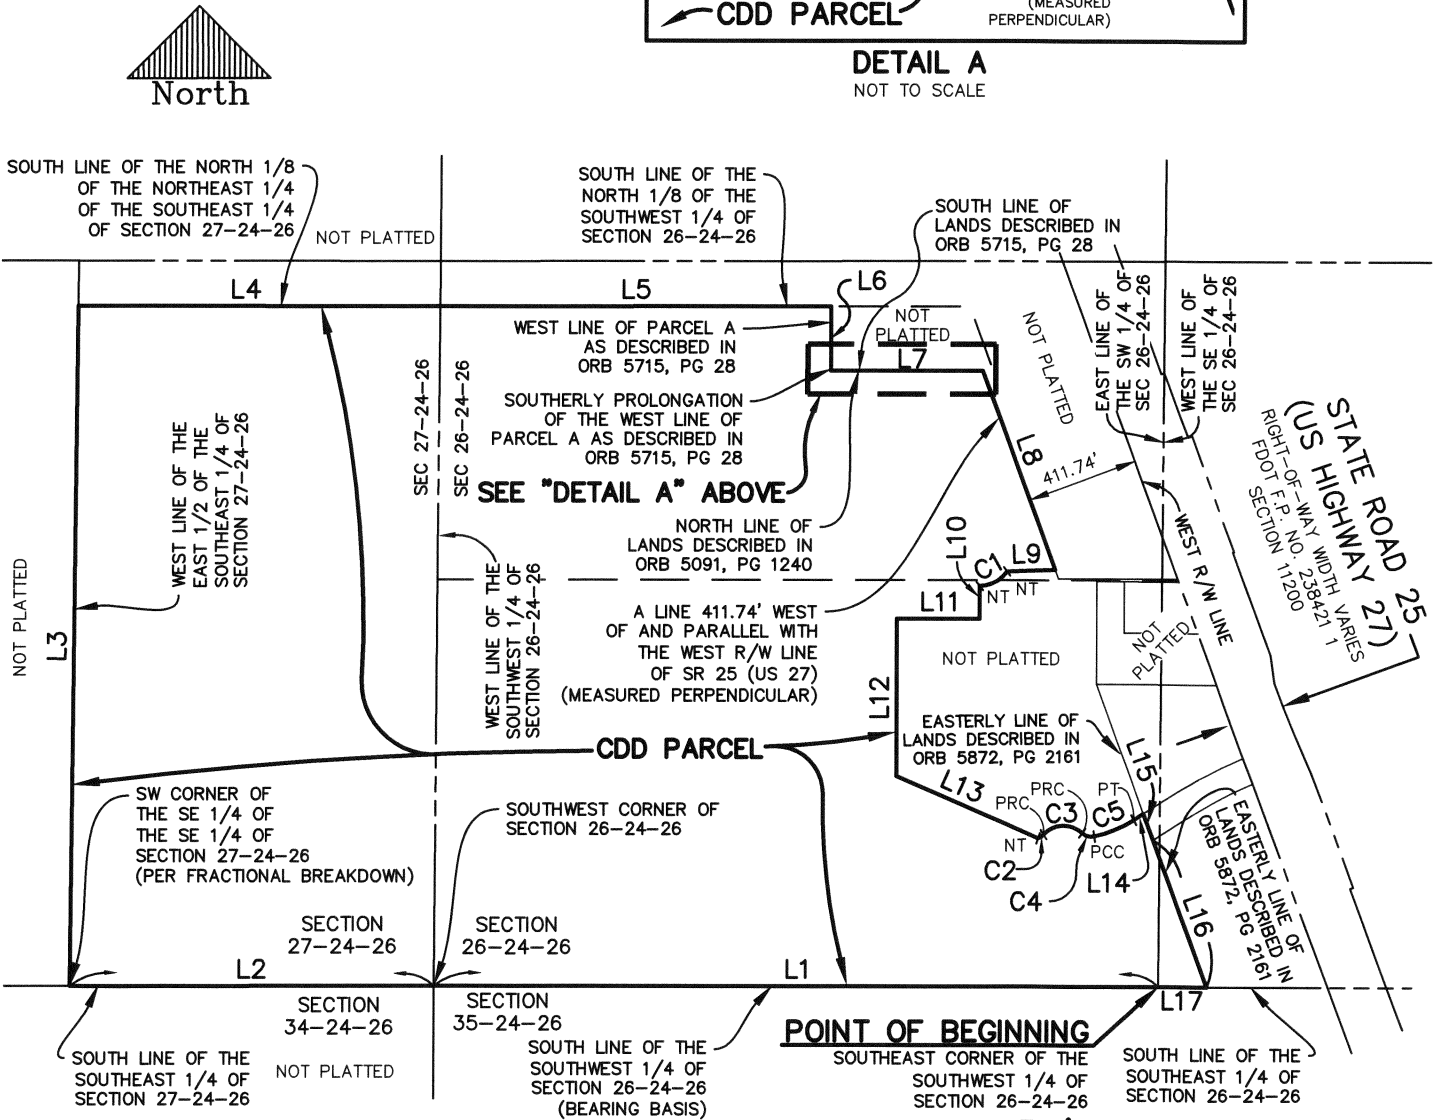 (MEASURED
PERPENDICULAR)
CDD PARCEL
DETAIL A
NOT TO SCALE
North
SOUTH LINE OF THE NORTH 1/8
OF THE NORTHEAST 1/4
OF THE SOUTHEAST 1/4
OF SECTION 27-24-26
NOT PLATTED
SOUTH LINE OF THE
NORTH 1/8 OF THE
SOUTHWEST 1/4 OF
SECTION 26-24-26
SOUTH LINE OF
LANDS DESCRIBED IN
ORB 5715, PG 28
L4
L5
L6
NOT
PLATTED
L7
WEST LINE OF PARCEL A
AS DESCRIBED IN
ORB 5715, PG 28
SOUTHERLY PROLONGATION
OF THE WEST LINE OF
PARCEL A AS DESCRIBED IN
ORB 5715, PG 28
SEE "DETAIL A" ABOVE
NORTH LINE OF
LANDS DESCRIBED IN
ORB 5091, PG 1240
A LINE 411.74' WEST
OF AND PARALLEL WITH
THE WEST R/W LINE
OF SR 25 (US 27)
(MEASURED PERPENDICULAR)
SEC 27-24-26
SEC 26-24-26
WEST LINE OF THE
EAST 1/2 OF THE
SOUTHEAST 1/4 OF
SECTION 27-24-26
NOT PLATTED
L3
WEST LINE OF THE
SOUTHWEST 1/4 OF
SECTION 26-24-26
NOT PLATTED
EAST LINE OF
THE SW 1/4 OF
SEC 26-24-26
WEST LINE OF
THE SE 1/4 OF
SEC 26-24-26
STATE ROAD 25
(US HIGHWAY 27)
RIGHT-OF-WAY WIDTH VARIES
FDOT F.P. NO. 238421 1
SECTION 11200
L8
411.74'
WEST R/W LINE
L10
C1
L9
NT
NT
L11
NOT PLATTED
NOT
PLATTED
L12
EASTERLY LINE OF
LANDS DESCRIBED IN
ORB 5872, PG 2161
L15
CDD PARCEL
L13
PRC
PRC
PT
C3
C5
NT
PCC
C2
C4
L14
EASTERLY LINE OF
LANDS DESCRIBED IN
ORB 5872, PG 2161
L16
SW CORNER OF
THE SE 1/4 OF
THE SE 1/4 OF
SECTION 27-24-26
(PER FRACTIONAL BREAKDOWN)
SOUTHWEST CORNER OF
SECTION 26-24-26
SECTION
27-24-26
SECTION
26-24-26
L2
L1
L17
SECTION
34-24-26
SECTION
35-24-26
POINT OF BEGINNING
SOUTHEAST CORNER OF THE
SOUTHWEST 1/4 OF
SECTION 26-24-26
SOUTH LINE OF THE
SOUTHEAST 1/4 OF
SECTION 27-24-26
NOT PLATTED
SOUTH LINE OF THE
SOUTHWEST 1/4 OF
SECTION 26-24-26
(BEARING BASIS)
SOUTH LINE OF THE
SOUTHEAST 1/4 OF
SECTION 26-24-26